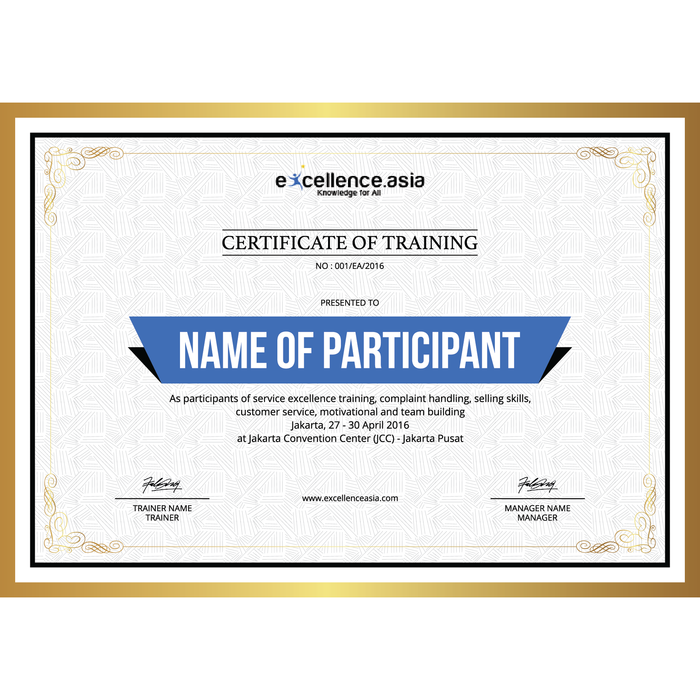 excellence.asia
Knowledge for All
CERTIFICATE OF TRAINING
NO : 001/EA/2016
PRESENTED TO
NAME OF PARTICIPANT
As participants of service excellence training, complaint handling, selling skills,
customer service, motivational and team building
Jakarta, 27 - 30 April 2016
at Jakarta Convention Center (JCC) - Jakarta Pusat
www.excellenceasia.com
TRAINER NAME
TRAINER
MANAGER NAME
MANAGER